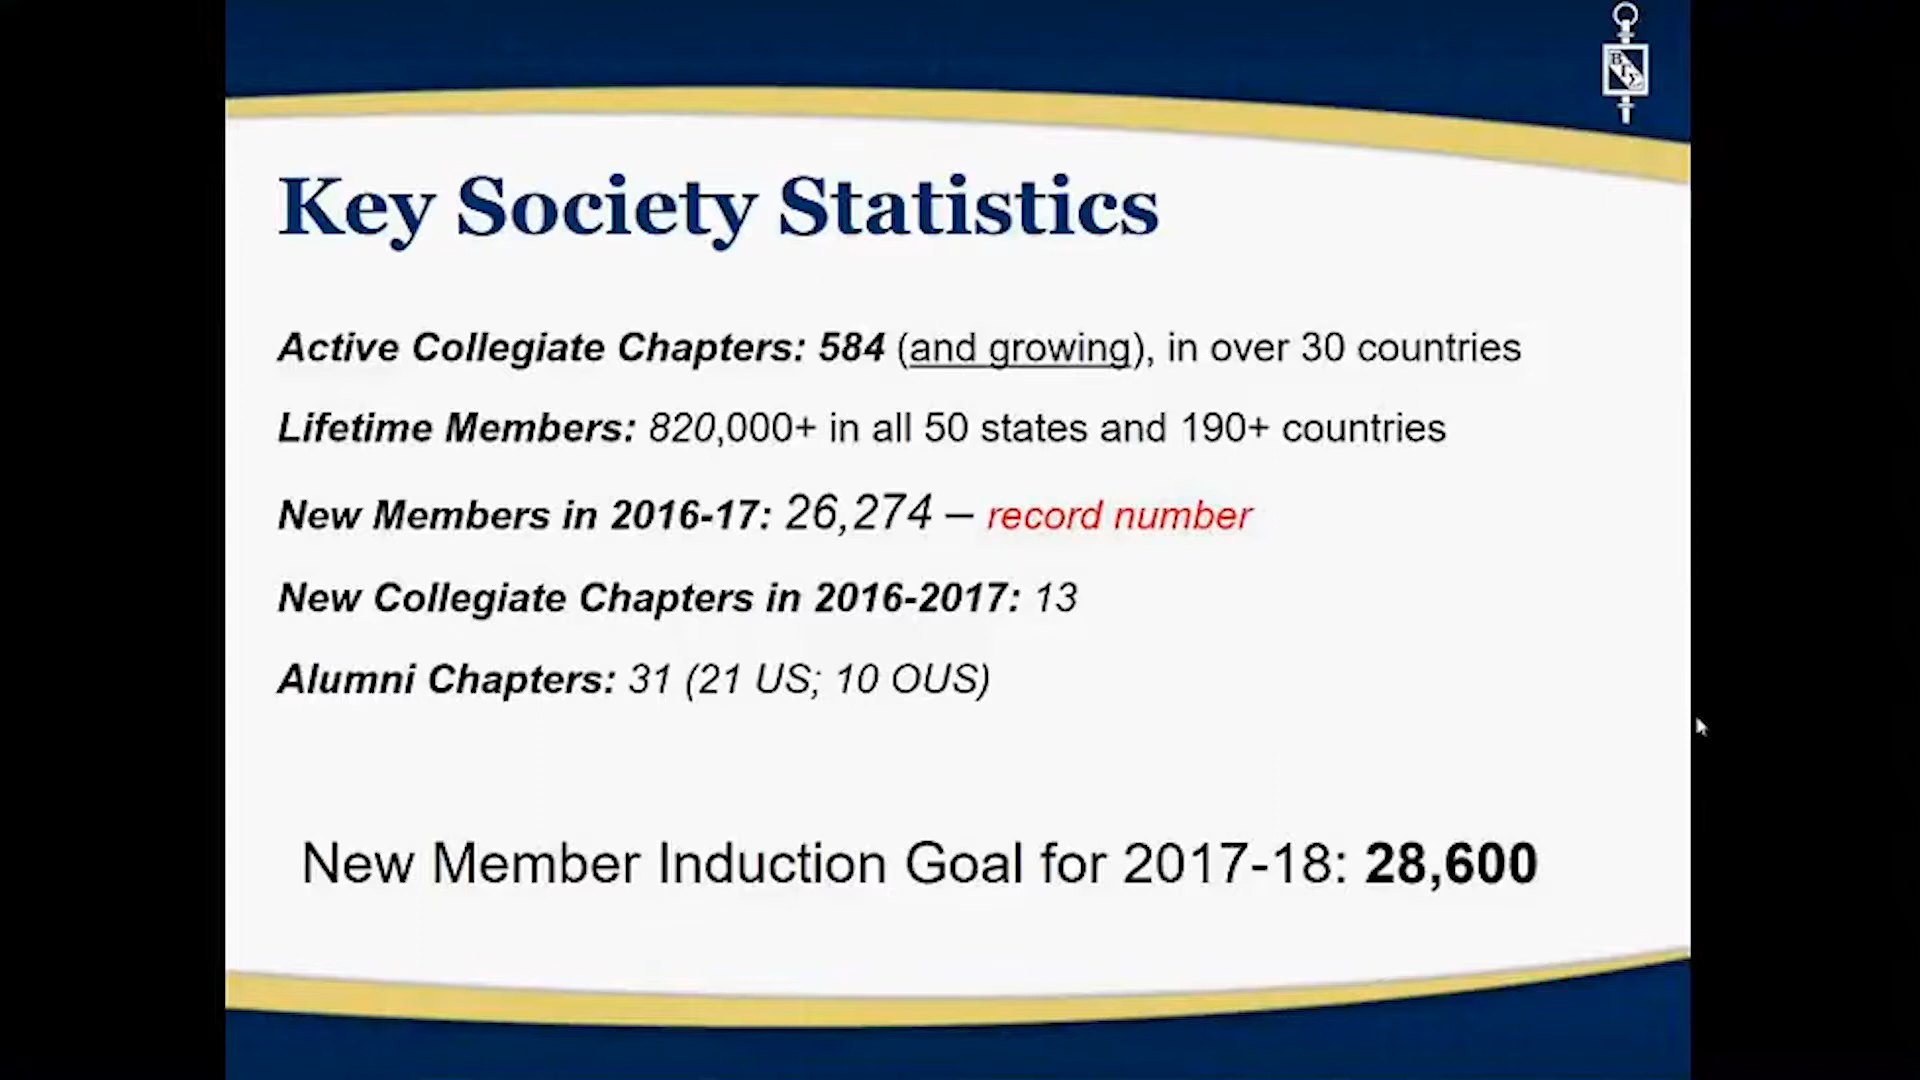 ΒΓΣ
Key Society Statistics
Active Collegiate Chapters: 584 (and growing), in over 30 countries
Lifetime Members: 820,000+ in all 50 states and 190+ countries
New Members in 2016-17: 26,274 – record number
New Collegiate Chapters in 2016-2017: 13
Alumni Chapters: 31 (21 US; 10 OUS)
New Member Induction Goal for 2017-18: 28,600